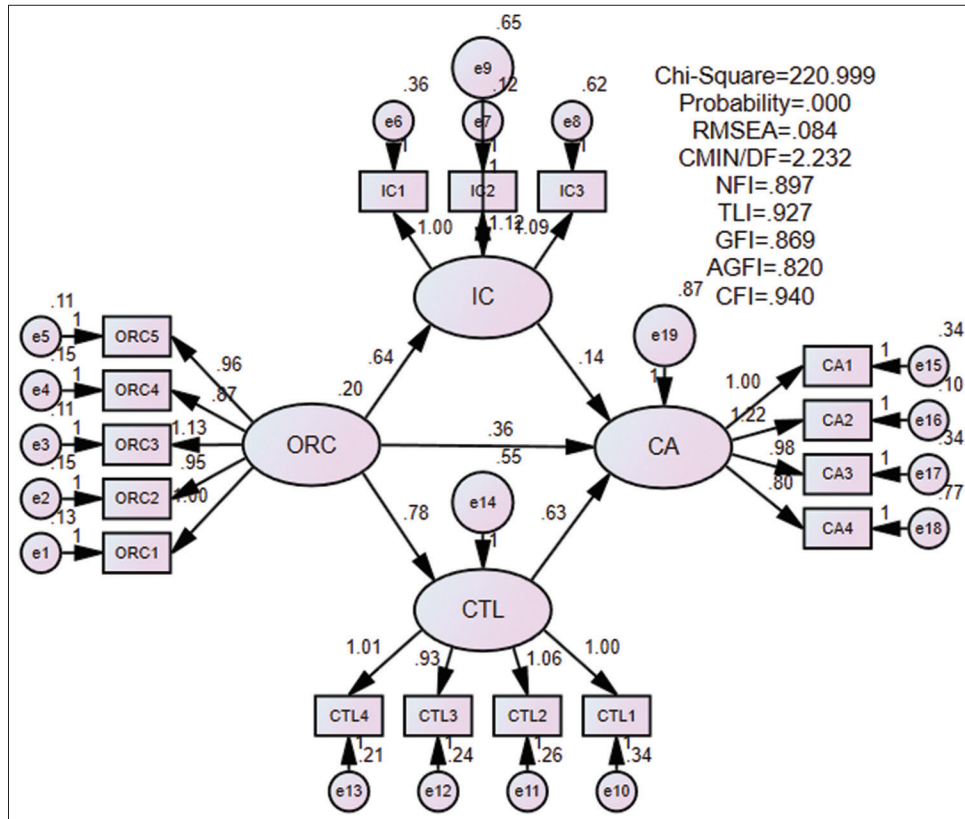 .65
e9
.36
.12
.62
e6
e7
e8
1
1
1
1
IC1
IC2
IC3
1.00
1.12
1.09
IC
Chi-Square=220.999
Probability=.000
RMSEA=.084
CMIN/DF=2.232
NFI=.897
TLI=.927
GFI=.869
AGFI=.820
CFI=.940
.11
e5
1
ORC5
.15
e4
1
ORC4
.11
e3
1
ORC3
.15
e2
1
ORC2
.13
e1
1
ORC1
.96
.87
1.13
.95
1.00
.20
ORC
.64
.36
.78
.14
.63
.87
e19
1
CA
.55
e14
1
CTL
1.00
1.22
.98
.80
CA1
1
e15
.34
CA2
1
e16
.10
CA3
1
e17
.34
CA4
1
e18
.77
1.01
.93
1.06
1.00
CTL4
CTL3
CTL2
CTL1
1
.21
1
.24
1
.26
1
.34
e13
e12
e11
e10